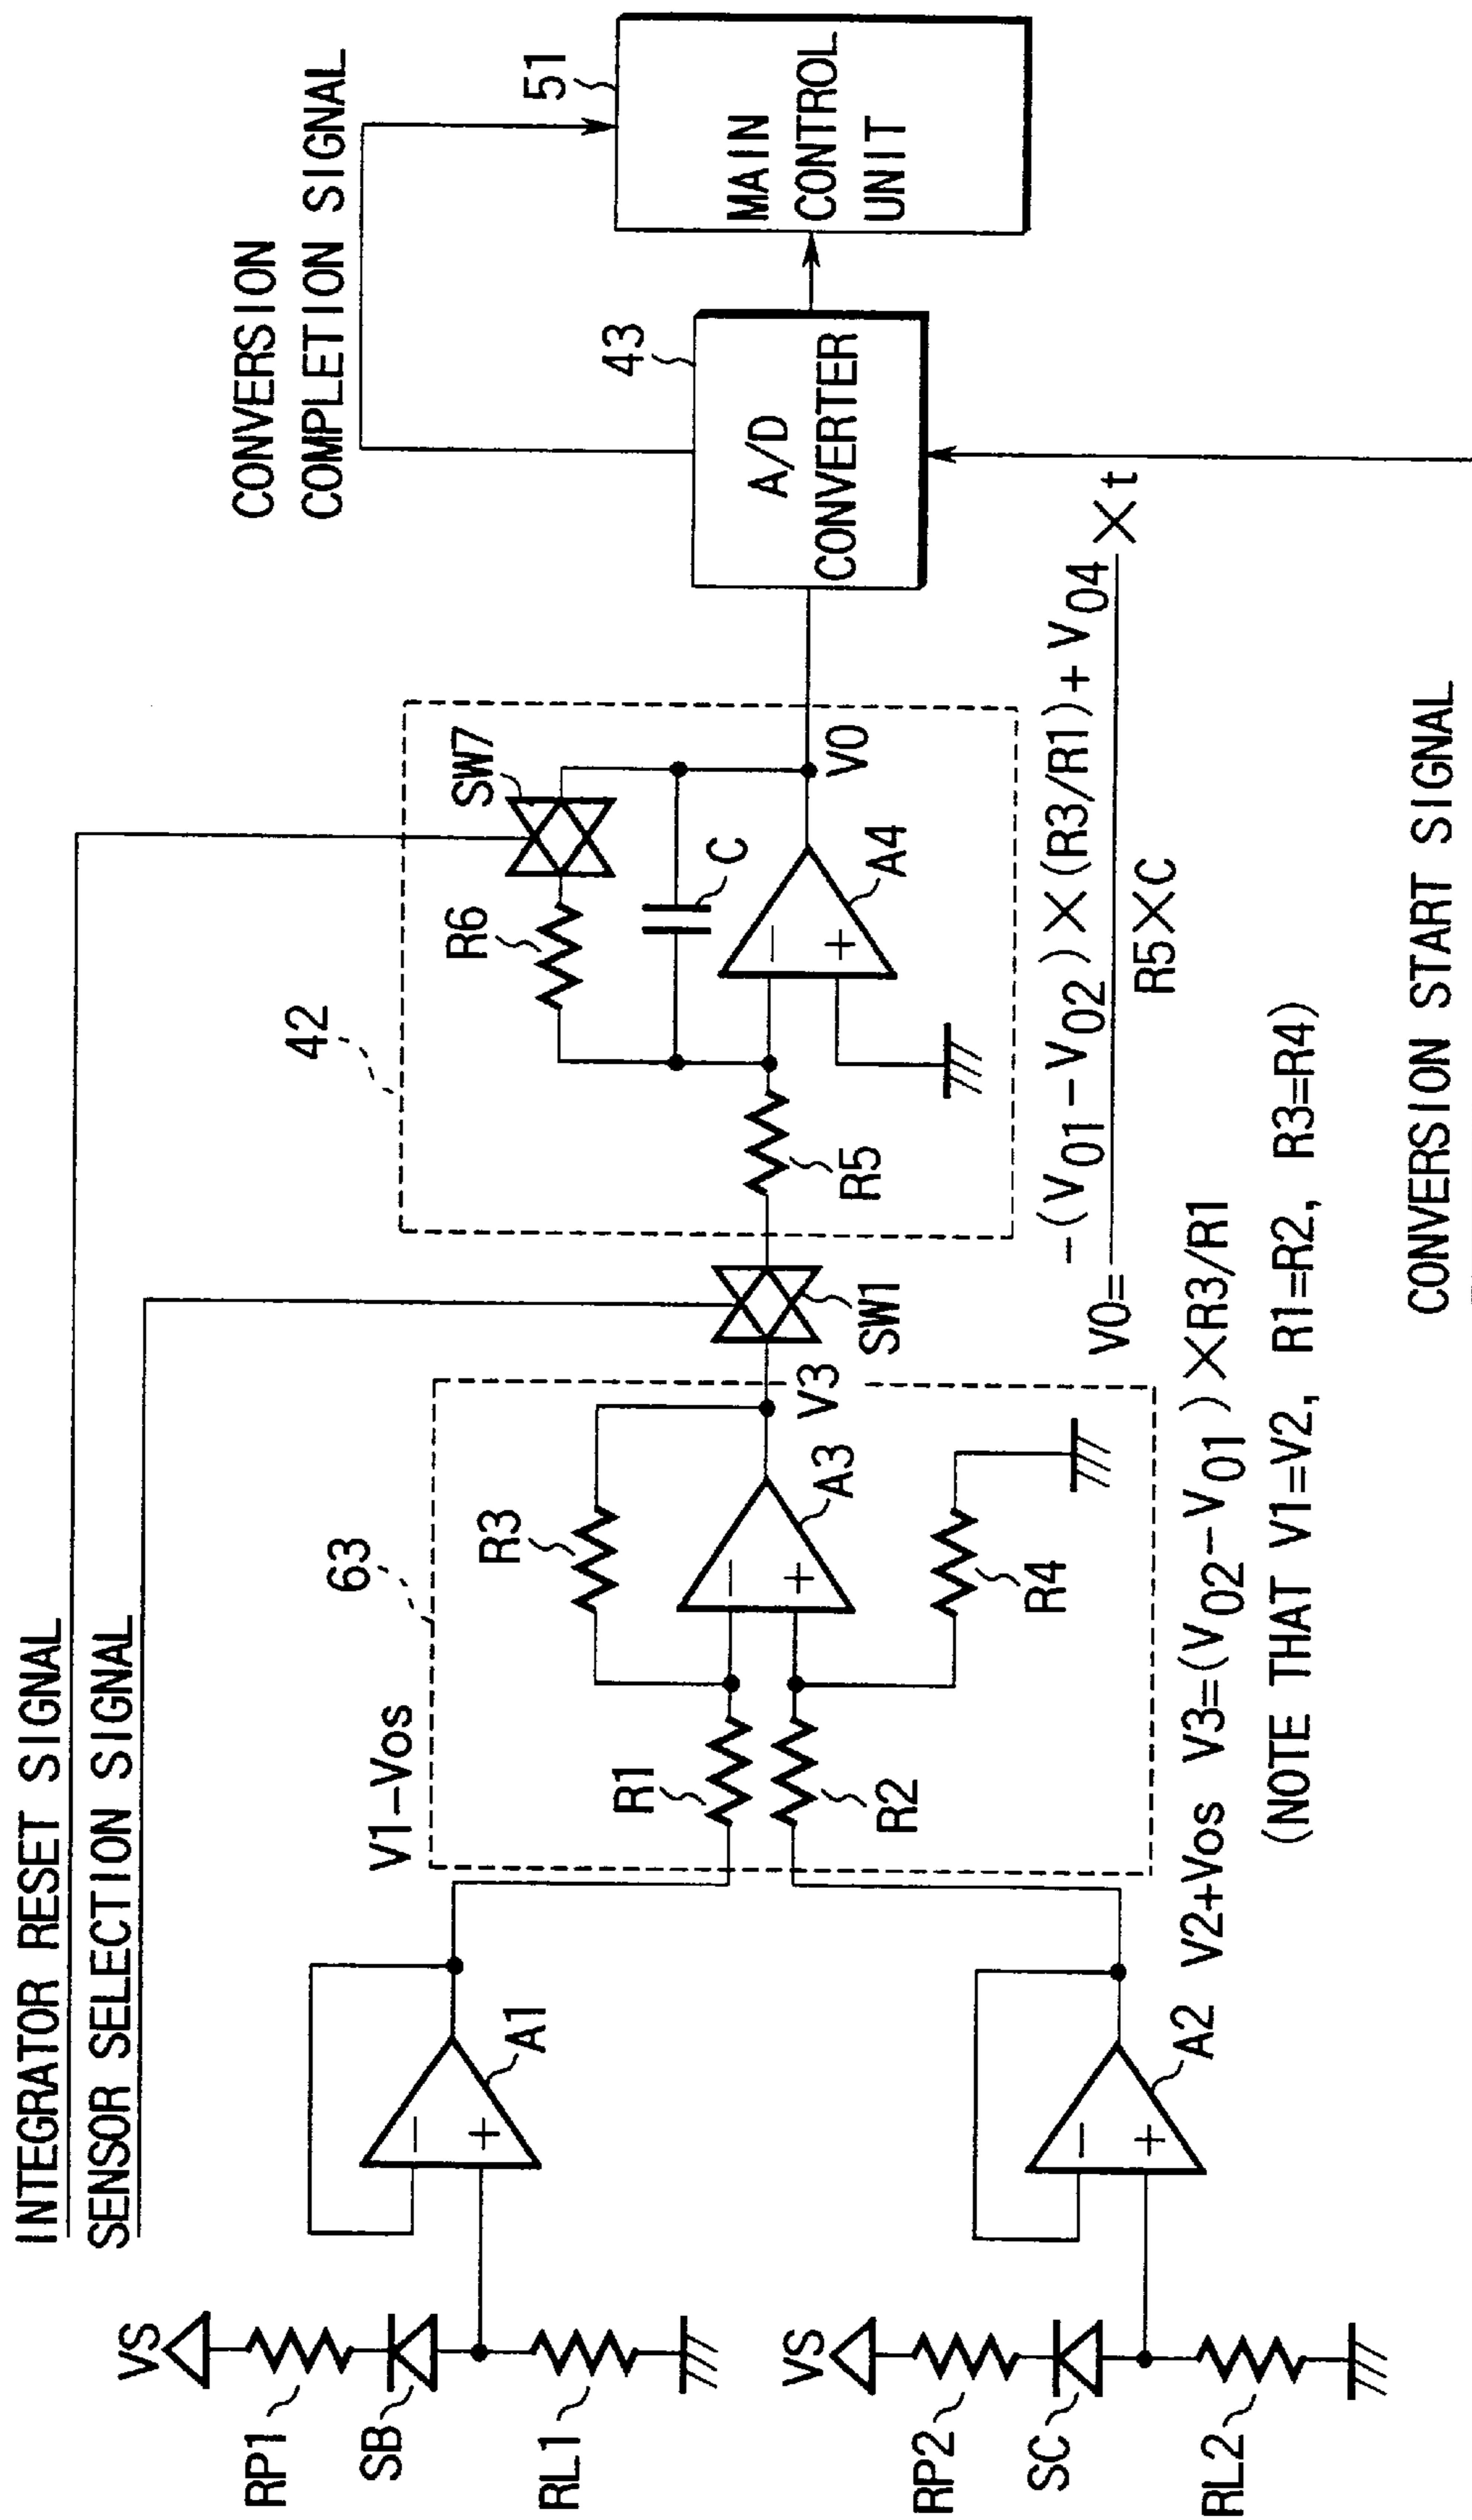 INTEGRATOR RESET SIGNAL
SENSOR SELECTION SIGNAL
CONVERSION
COMPLETION SIGNAL
VS
RP1
SB
RL1
A1
−
+
V1−Vos
63
R1
R2
R3
−
+
A3
R4
V3
SW1
42
R5
R6
SW7
C
−
+
A4
V0
43
A/D
CONVERTER
51
MAIN
CONTROL
UNIT
VS
RP2
SC
RL2
−
+
A2
V2+Vos
V3=(V02−V01)×R3/R1
(NOTE THAT V1=V2, R1=R2, R3=R4)
V0= −(V01−V02)×(R3/R1)+V04 ×t
R5×C
CONVERSION START SIGNAL